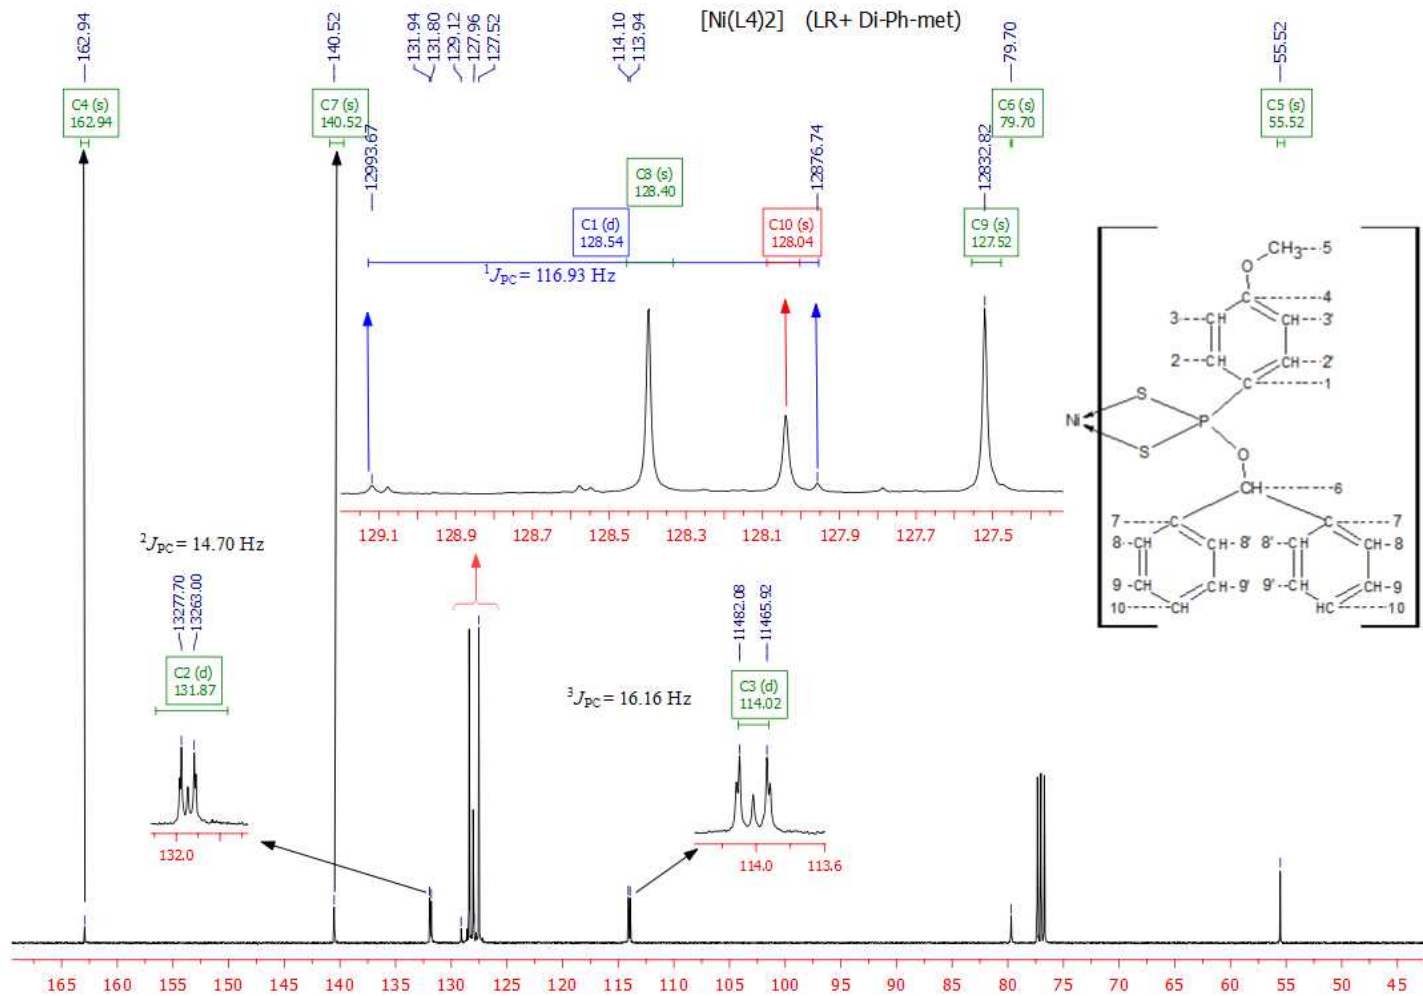 [Ni(L4)2] (LR+ Di-Ph-met)
162.94
140.52
131.94
131.80
129.12
127.96
127.52
114.10
113.94
79.70
55.52
C4 (s)
162.94
C7 (s)
140.52
C6 (s)
79.70
C5 (s)
55.52
12993.67
12876.74
12832.82
C8 (s)
128.40
C1 (d)
128.54
C10 (s)
128.04
C9 (s)
127.52
1JPC = 116.93 Hz
129.1 128.9 128.7 128.5 128.3 128.1 127.9 127.7 127.5
2JPC = 14.70 Hz
13277.70
13263.00
C2 (d)
131.87
132.0
3JPC = 16.16 Hz
11482.08
11465.92
C3 (d)
114.02
114.0 113.6
CH3 5
O
C 4
3 CH CH 3'
2 CH CH 2'
C 1
S
Ni P
S
O
CH 6
7 C C 7
8 CH CH 8' 8' CH CH 8
9 CH CH 9' 9' CH CH 9
10 CH HC 10
165 160 155 150 145 140 135 130 125 120 115 110 105 100 95 90 85 80 75 70 65 60 55 50 45